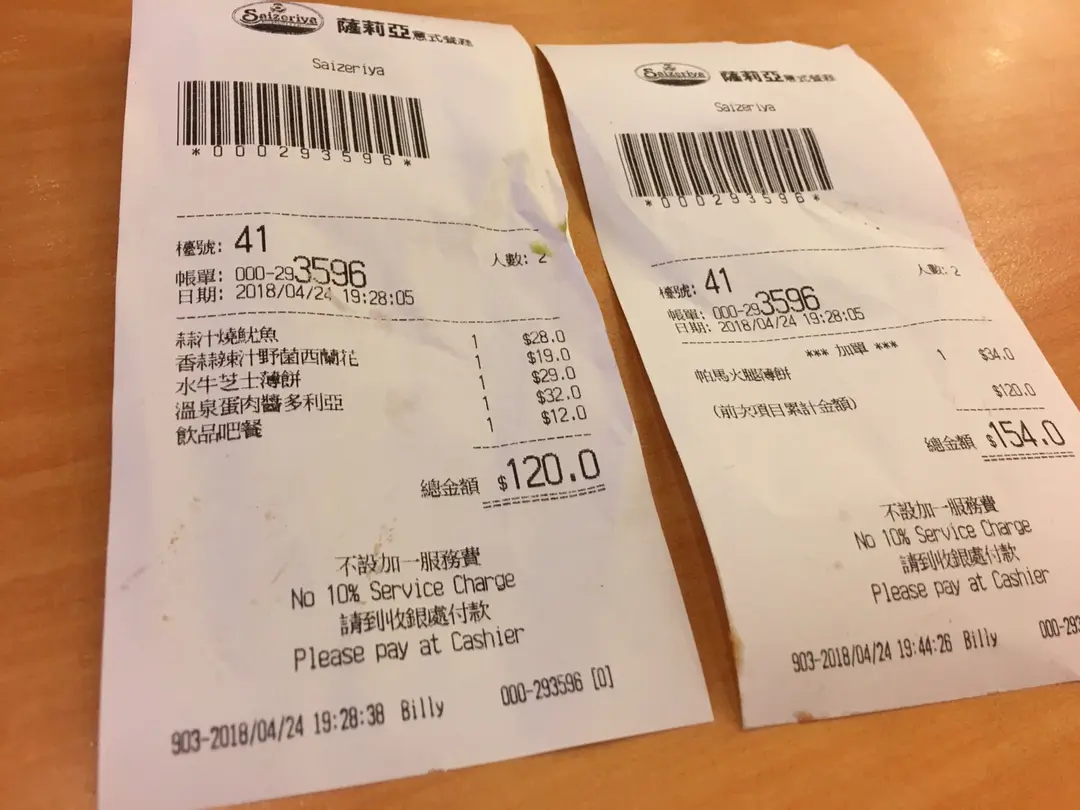 Saizeriya 薩莉亞意式餐廳
Saizeriya
*000293596*
檯號: 41
人數: 2
帳單: 000-293596
日期: 2018/04/24 19:28:05
蒜汁燒魷魚 1 $28.0
香蒜辣汁野菌西蘭花 1 $19.0
水牛芝士薄餅 1 $29.0
溫泉蛋肉醬多利亞 1 $32.0
飲品吧餐 1 $12.0
總金額 $120.0
不設加一服務費
No 10% Service Charge
請到收銀處付款
Please pay at Cashier
903-2018/04/24 19:28:38 Billy 000-293596 [0]
Saizeriya 薩莉亞意式餐廳
Saizeriya
*000293596*
檯號: 41
人數: 2
帳單: 000-293596
日期: 2018/04/24 19:28:05
*** 加單 ***
帕馬火腿薄餅 1 $34.0
(前次項目累計金額) $120.0
總金額 $154.0
不設加一服務費
No 10% Service Charge
請到收銀處付款
Please pay at Cashier
903-2018/04/24 19:44:26 Billy 000-293